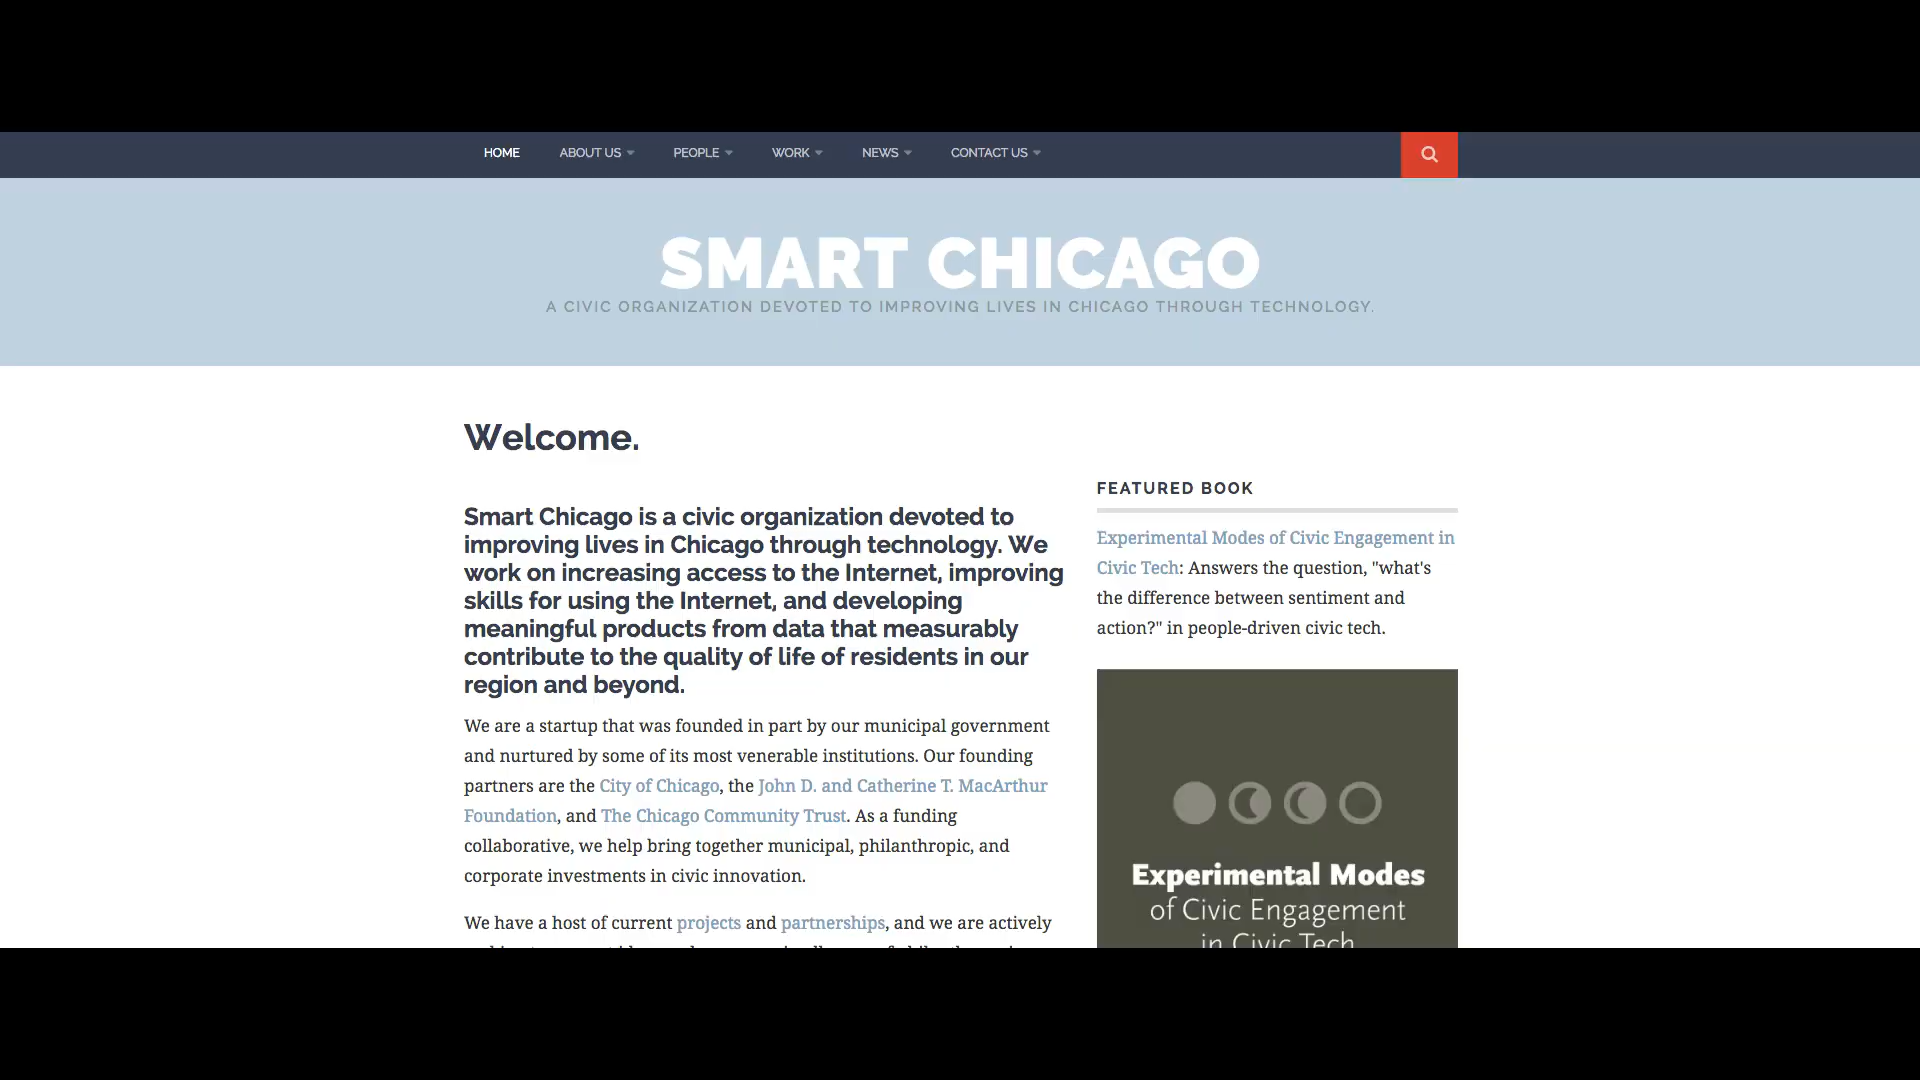 HOME ABOUT US PEOPLE WORK NEWS CONTACT US
SMART CHICAGO
A CIVIC ORGANIZATION DEVOTED TO IMPROVING LIVES IN CHICAGO THROUGH TECHNOLOGY.
Welcome.
Smart Chicago is a civic organization devoted to
improving lives in Chicago through technology. We
work on increasing access to the Internet, improving
skills for using the Internet, and developing
meaningful products from data that measurably
contribute to the quality of life of residents in our
region and beyond.
We are a startup that was founded in part by our municipal government
and nurtured by some of its most venerable institutions. Our founding
partners are the City of Chicago, the John D. and Catherine T. MacArthur
Foundation, and The Chicago Community Trust. As a funding
collaborative, we help bring together municipal, philanthropic, and
corporate investments in civic innovation.
We have a host of current projects and partnerships, and we are actively
FEATURED BOOK
Experimental Modes of Civic Engagement in
Civic Tech: Answers the question, "what's
the difference between sentiment and
action?" in people-driven civic tech.
Experimental Modes
of Civic Engagement
in Civic Tech